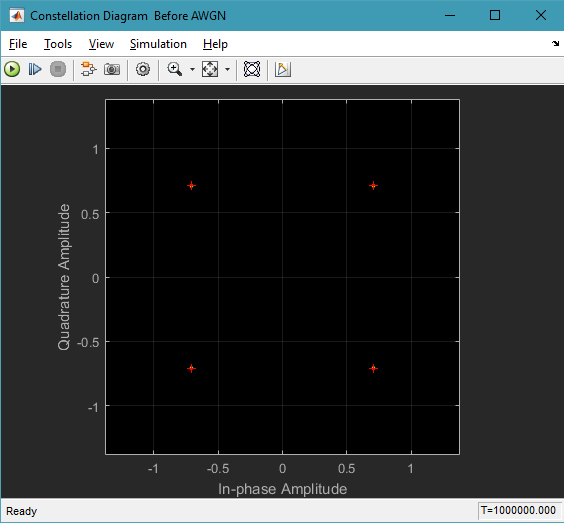 Constellation Diagram  Before AWGN
File Tools View Simulation Help
Quadrature Amplitude
1
0.5
0
-0.5
-1
-1 -0.5 0 0.5 1
In-phase Amplitude
Ready T=1000000.000